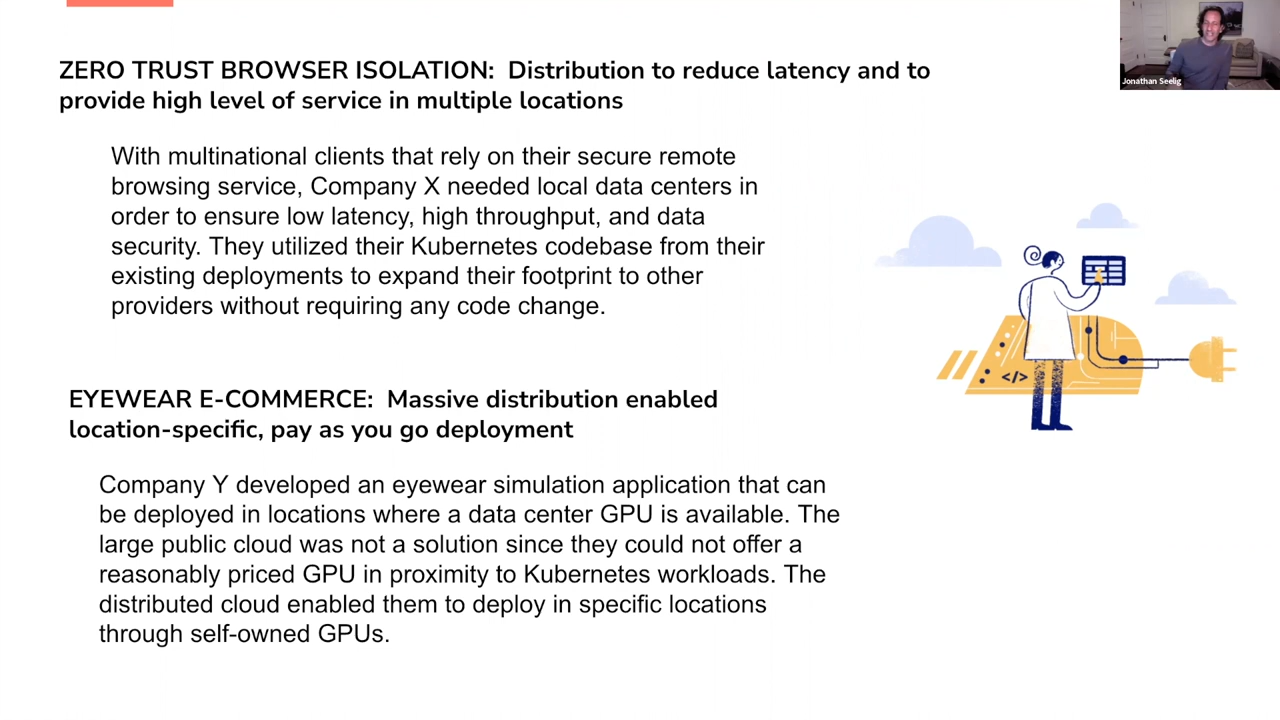 ZERO TRUST BROWSER ISOLATION:  Distribution to reduce latency and to
provide high level of service in multiple locations
Jonathan Seelig
With multinational clients that rely on their secure remote
browsing service, Company X needed local data centers in
order to ensure low latency, high throughput, and data
security. They utilized their Kubernetes codebase from their
existing deployments to expand their footprint to other
providers without requiring any code change.
</>
EYEWEAR E-COMMERCE:  Massive distribution enabled
location-specific, pay as you go deployment
Company Y developed an eyewear simulation application that can
be deployed in locations where a data center GPU is available. The
large public cloud was not a solution since they could not offer a
reasonably priced GPU in proximity to Kubernetes workloads. The
distributed cloud enabled them to deploy in specific locations
through self-owned GPUs.